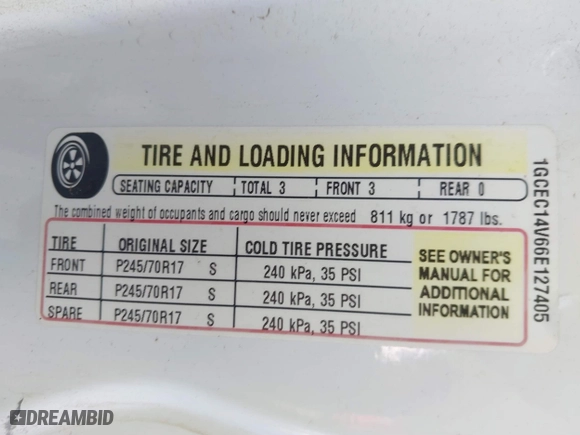 TIRE AND LOADING INFORMATION
SEATING CAPACITY TOTAL 3 FRONT 3 REAR 0
The combined weight of occupants and cargo should never exceed 811 kg or 1787 lbs.
TIRE ORIGINAL SIZE COLD TIRE PRESSURE
FRONT P245/70R17 S 240 kPa, 35 PSI
REAR P245/70R17 S 240 kPa, 35 PSI
SPARE P245/70R17 S 240 kPa, 35 PSI
SEE OWNER'S
MANUAL FOR
ADDITIONAL
INFORMATION
1GCEC1AV66E127405
DREAMBID